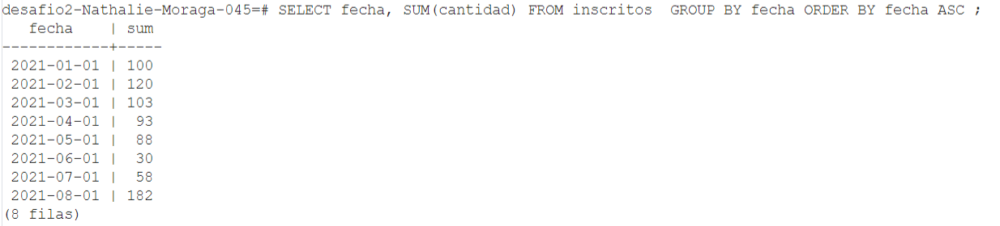 desafio2-Nathalie-Moraga-045=# SELECT fecha, SUM(cantidad) FROM inscritos  GROUP BY fecha ORDER BY fecha ASC ;
   fecha    | sum
------------+-----
 2021-01-01 | 100
 2021-02-01 | 120
 2021-03-01 | 103
 2021-04-01 |  93
 2021-05-01 |  88
 2021-06-01 |  30
 2021-07-01 |  58
 2021-08-01 | 182
(8 filas)